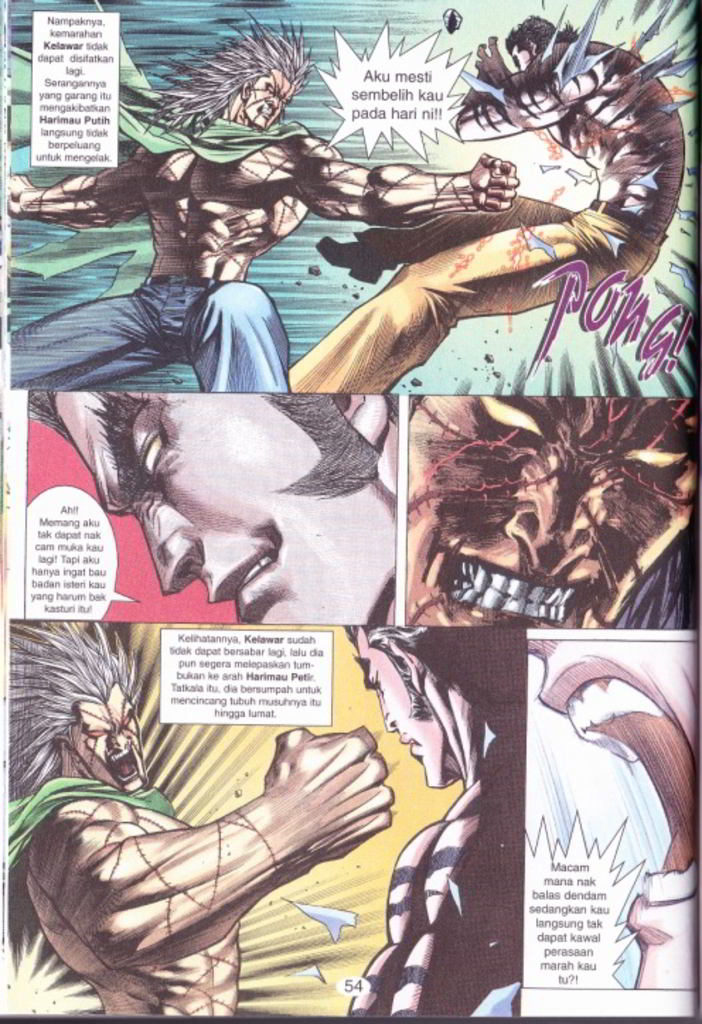 Nampaknya,
kemarahan
Kelawar tidak
dapat disifatkan
lagi.
Serangannya
yang garang itu
mengakibatkan
Harimau Putih
langsung tidak
berpeluang
untuk mengelak.
Aku mesti
sembelih kau
pada hari ni!!
PONG!
Ah!!
Memang aku
tak dapat nak
cam muka kau
lagi! Tapi aku
hanya ingat bau
badan isteri kau
yang harum bak
kasturi itu!
Kelihatannya, Kelawar sudah
tidak dapat bersabar lagi, lalu dia
pun segera melepaskan tum-
bukan ke arah Harimau Petir.
Tatkala itu, dia bersumpah untuk
mencincang tubuh musuhnya itu
hingga lumat.
Macam
mana nak
balas dendam
sedangkan kau
langsung tak
dapat kawal
perasaan
marah kau
tu?!
54